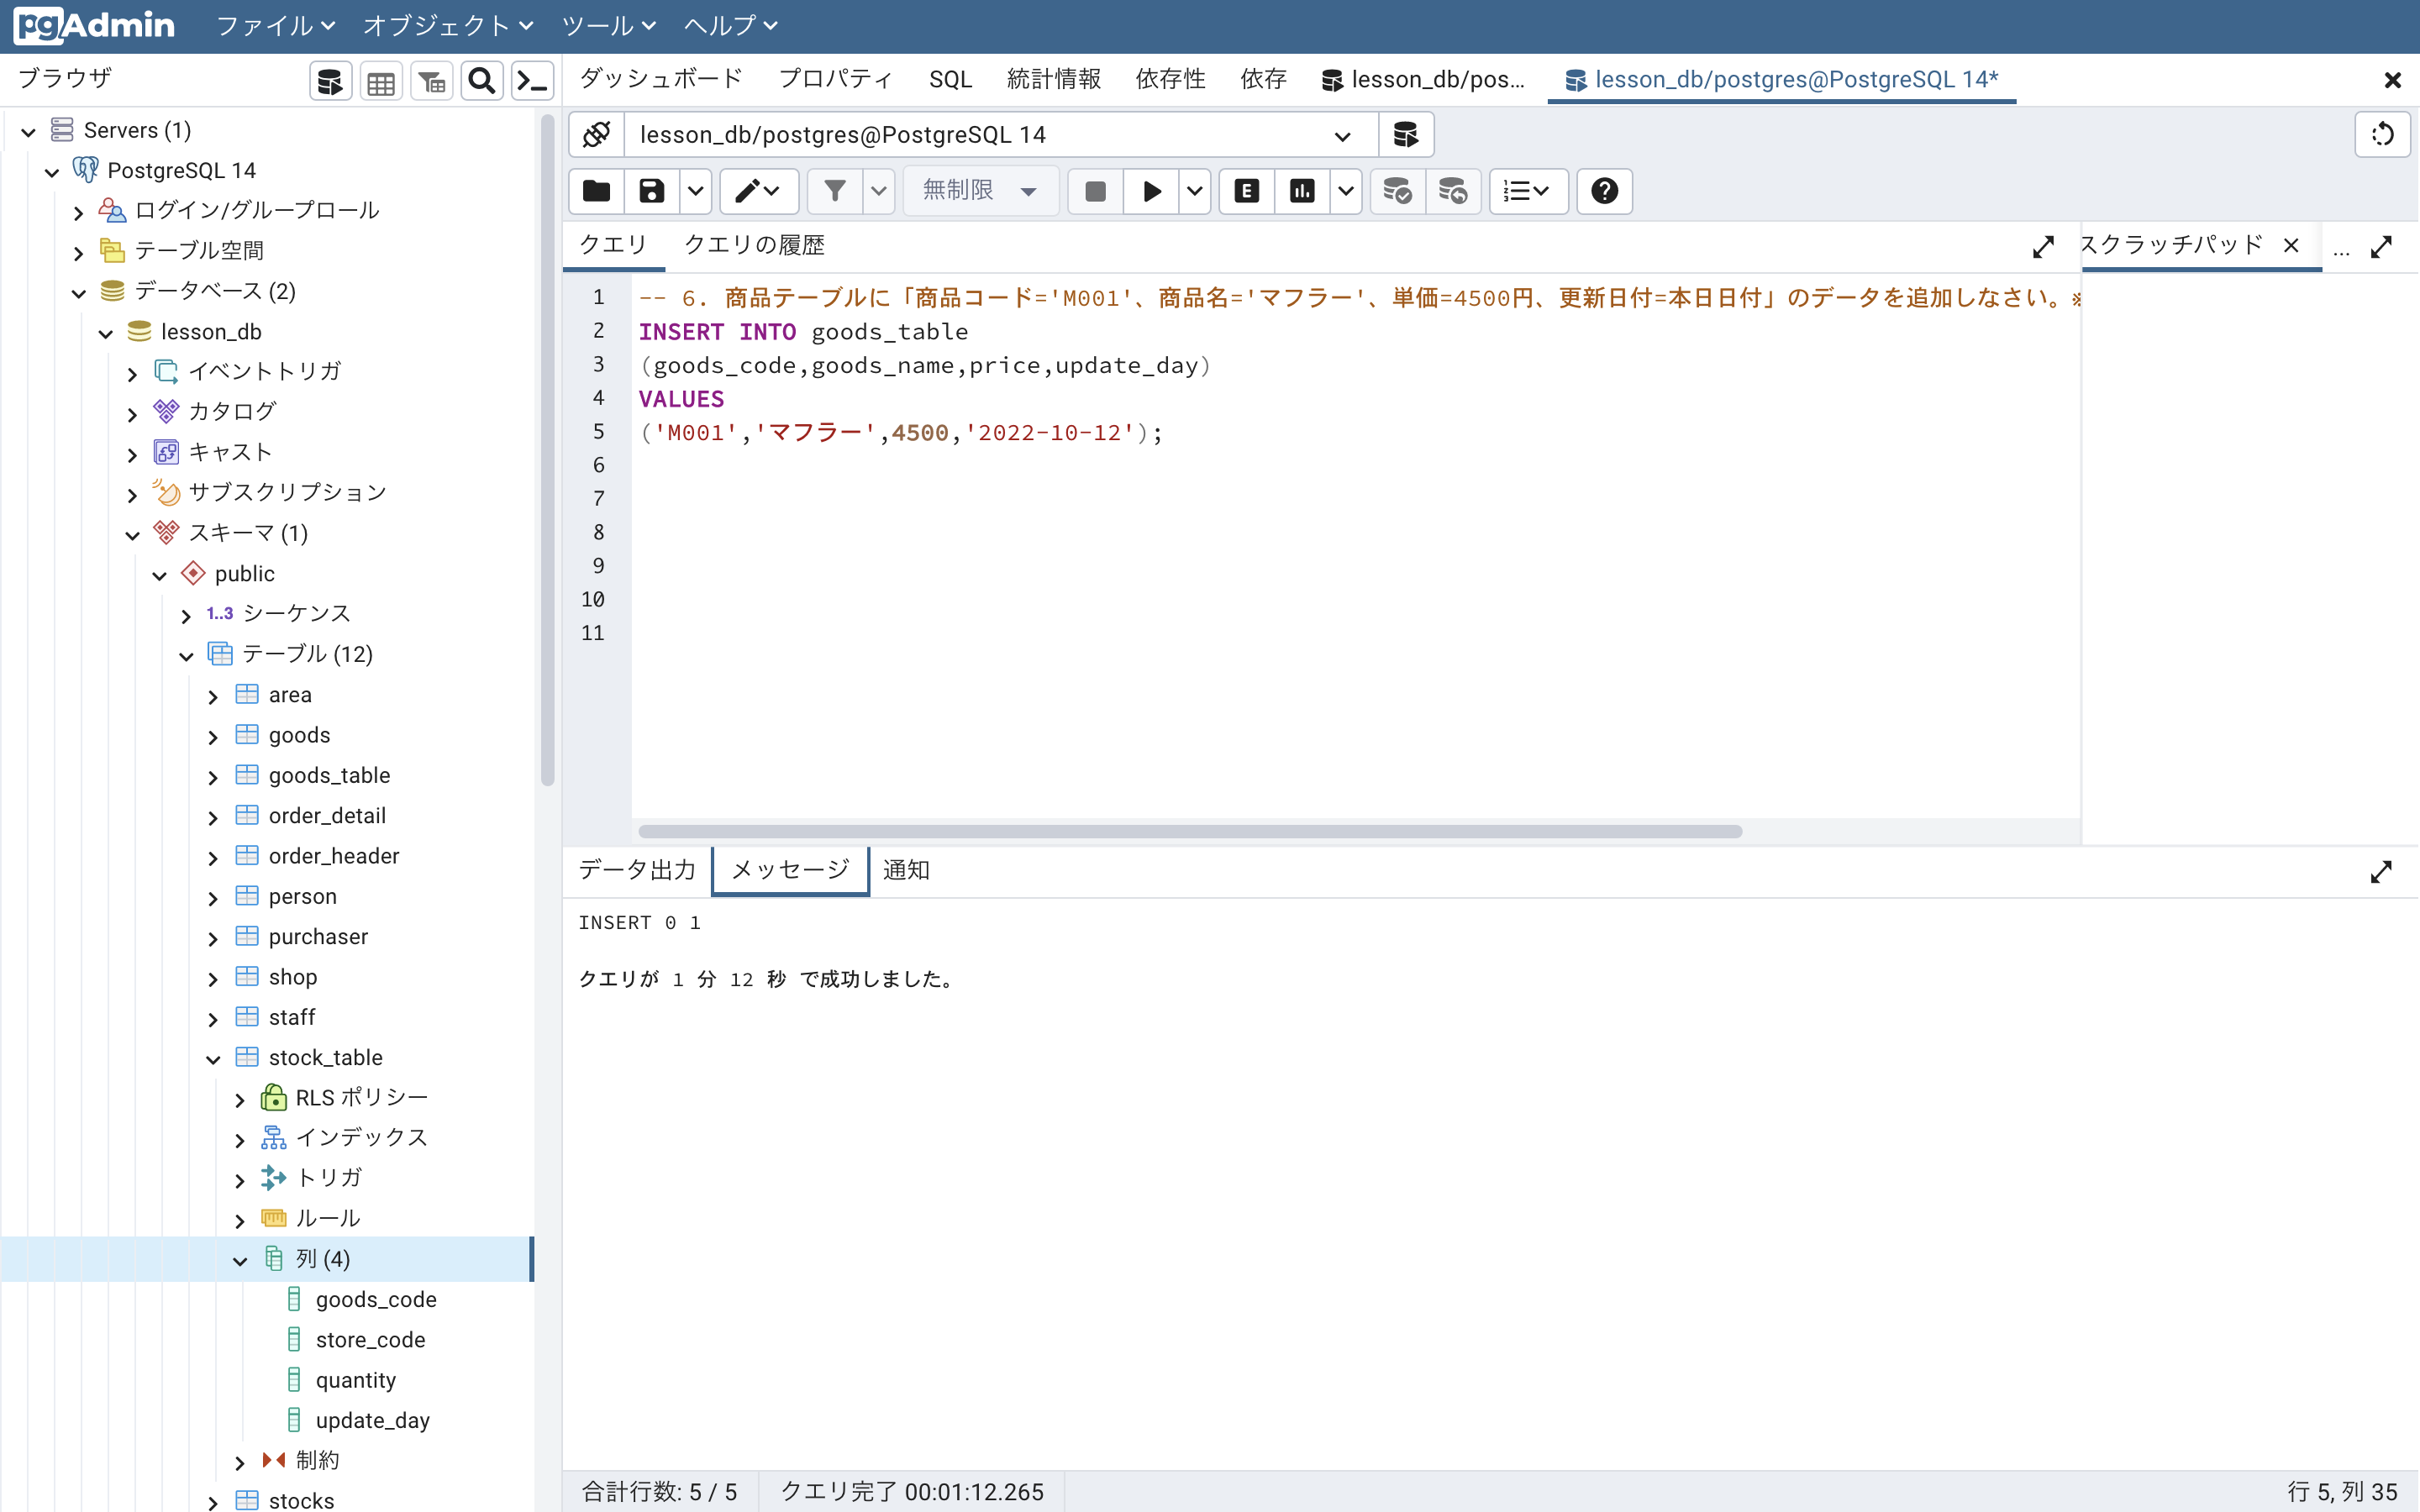 pgAdmin ファイル オブジェクト ツール ヘルプ
ブラウザ
ダッシュボード プロパティ SQL 統計情報 依存性 依存 lesson_db/pos... lesson_db/postgres@PostgreSQL 14*
Servers (1)
PostgreSQL 14
ログイン/グループロール
テーブル空間
データベース (2)
lesson_db
イベントトリガ
カタログ
キャスト
サブスクリプション
スキーマ (1)
public
1..3 シーケンス
テーブル (12)
area
goods
goods_table
order_detail
order_header
person
purchaser
shop
staff
stock_table
RLS ポリシー
インデックス
トリガ
ルール
列 (4)
goods_code
store_code
quantity
update_day
制約
stocks
lesson_db/postgres@PostgreSQL 14
無制限
E
クエリ クエリの履歴
スクラッチパッド ...
1 -- 6. 商品テーブルに「商品コード='M001'、商品名='マフラー'、単価=4500円、更新日付=本日日付」のデータを追加しなさい。※
2 INSERT INTO goods_table
3 (goods_code,goods_name,price,update_day)
4 VALUES
5 ('M001','マフラー',4500,'2022-10-12');
6
7
8
9
10
11
データ出力 メッセージ 通知
INSERT 0 1
クエリが 1 分 12 秒 で成功しました。
合計行数: 5 / 5 クエリ完了 00:01:12.265 行 5, 列 35